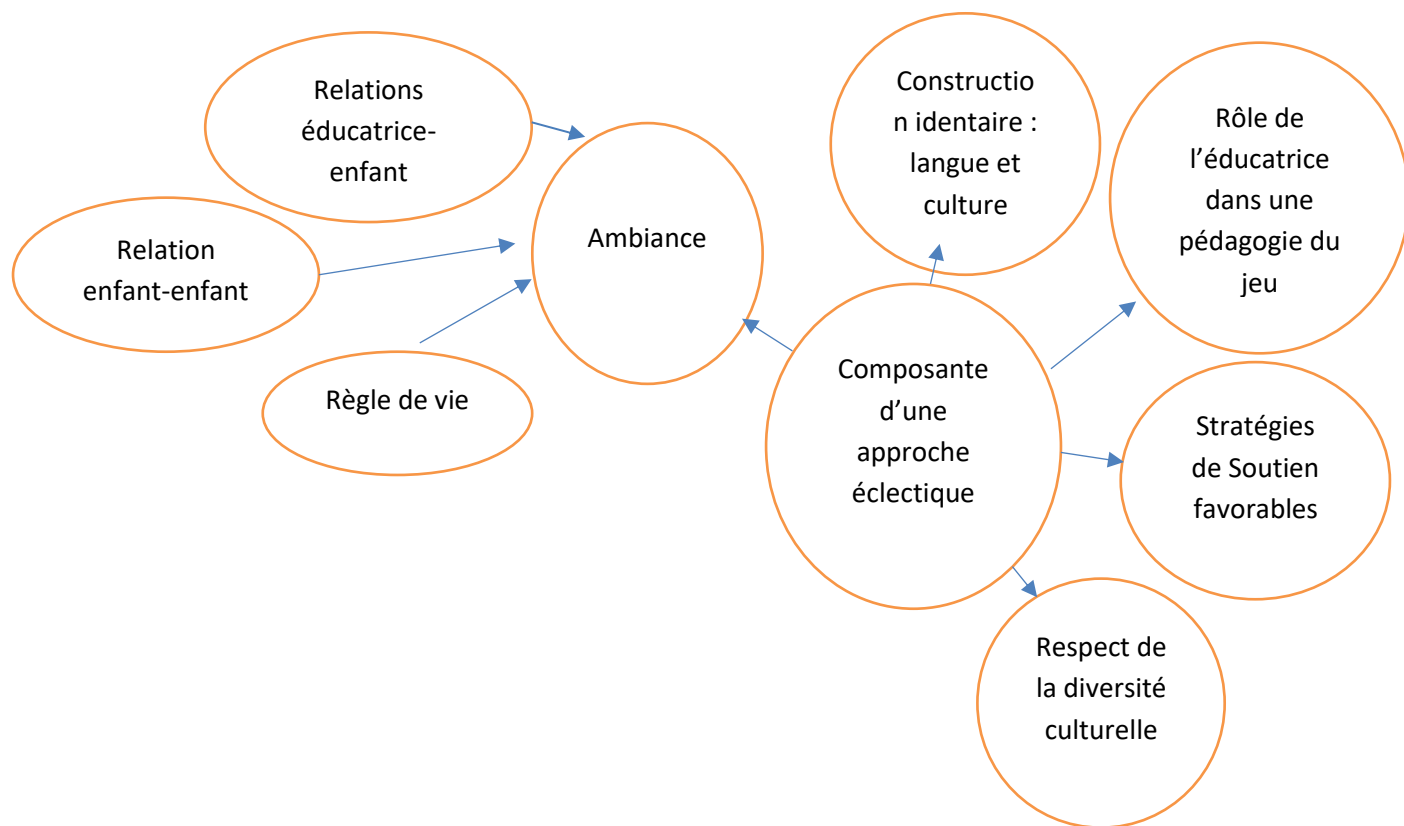 Relations
éducatrice-
enfant
Relation
enfant-enfant
Règle de vie
Ambiance
Constructio
n identaire :
langue et
culture
Rôle de
l’éducatrice
dans une
pédagogie du
jeu
Composante
d’une
approche
éclectique
Stratégies
de Soutien
favorables
Respect de
la diversité
culturelle